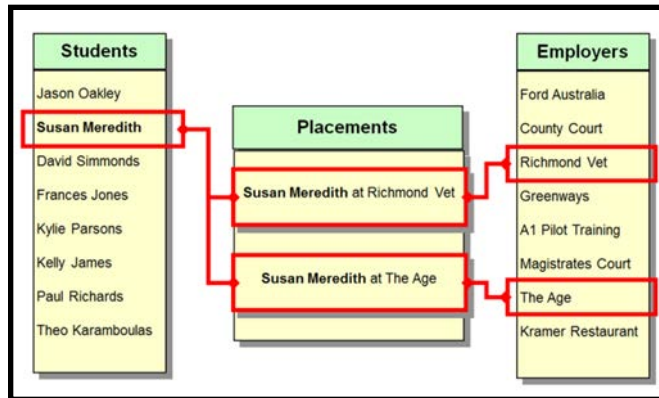 Students
Jason Oakley
Susan Meredith
David Simmonds
Frances Jones
Kylie Parsons
Kelly James
Paul Richards
Theo Karamboulas
Placements
Susan Meredith at Richmond Vet
Susan Meredith at The Age
Employers
Ford Australia
County Court
Richmond Vet
Greenways
A1 Pilot Training
Magistrates Court
The Age
Kramer Restaurant